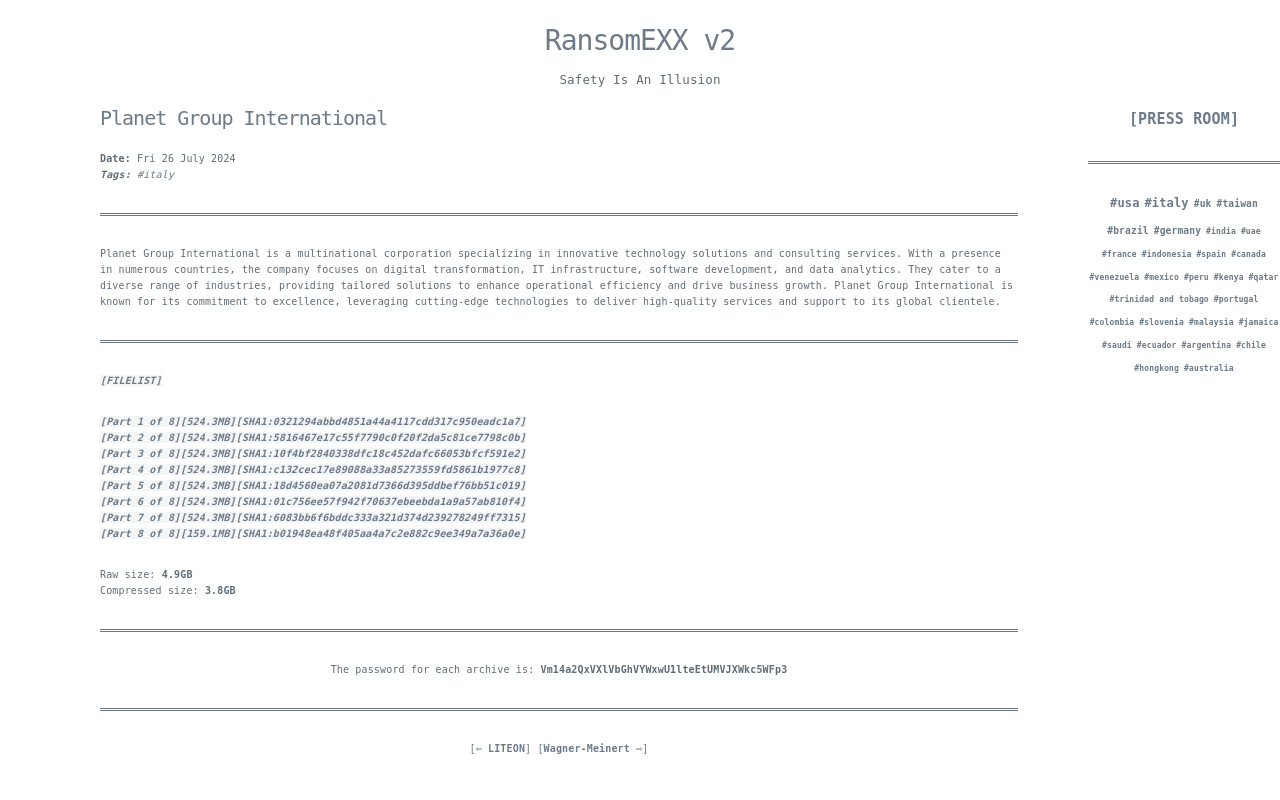 RansomEXX v2
Safety Is An Illusion
Planet Group International
Date: Fri 26 July 2024
Tags: #italy
Planet Group International is a multinational corporation specializing in innovative technology solutions and consulting services. With a presence
in numerous countries, the company focuses on digital transformation, IT infrastructure, software development, and data analytics. They cater to a
diverse range of industries, providing tailored solutions to enhance operational efficiency and drive business growth. Planet Group International is
known for its commitment to excellence, leveraging cutting-edge technologies to deliver high-quality services and support to its global clientele.
[FILELIST]
[Part 1 of 8][524.3MB][SHA1:0321294abbd4851a44a4117cdd317c950eadc1a7]
[Part 2 of 8][524.3MB][SHA1:5816467e17c55f7790c0f20f2da5c81ce7798c0b]
[Part 3 of 8][524.3MB][SHA1:10f4bf2840338dfc18c452dafc66053bfcf591e2]
[Part 4 of 8][524.3MB][SHA1:c132cec17e89088a33a85273559fd5861b1977c8]
[Part 5 of 8][524.3MB][SHA1:18d4560ea07a2081d7366d395ddbef76bb51c019]
[Part 6 of 8][524.3MB][SHA1:01c756ee57f942f70637ebeebda1a9a57ab810f4]
[Part 7 of 8][524.3MB][SHA1:6083bb6f6bddc333a321d374d239278249ff7315]
[Part 8 of 8][159.1MB][SHA1:b01948ea48f405aa4a7c2e882c9ee349a7a36a0e]
Raw size: 4.9GB
Compressed size: 3.8GB
The password for each archive is: Vm14a2QxVXlVbGhVYWxwU1lteEtUMVJXWkc5WFp3
[⇐ LITEON] [Wagner-Meinert ⇒]
[PRESS ROOM]
#usa #italy #uk #taiwan
#brazil #germany #india #uae
#france #indonesia #spain #canada
#venezuela #mexico #peru #kenya #qatar
#trinidad and tobago #portugal
#colombia #slovenia #malaysia #jamaica
#saudi #ecuador #argentina #chile
#hongkong #australia